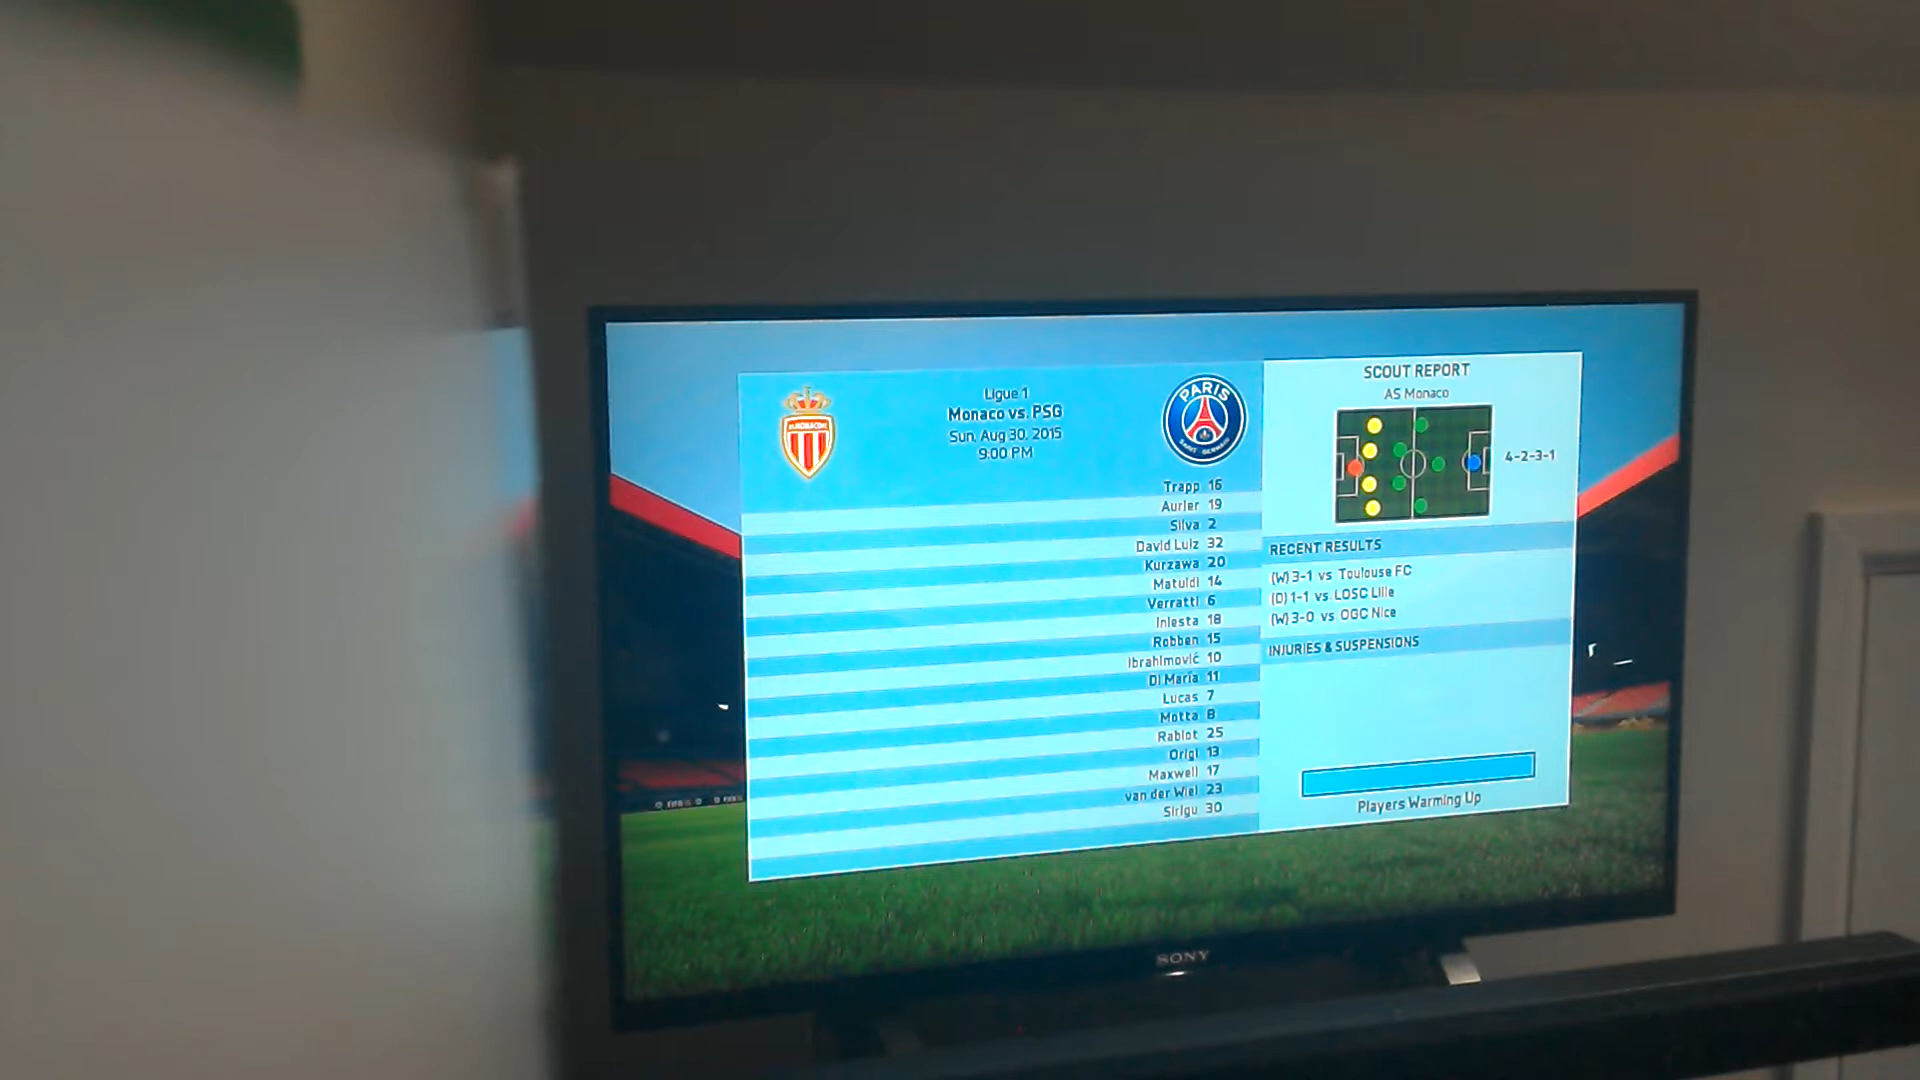 Ligue 1
Monaco vs. PSG
Sun, Aug 30, 2015
9:00 PM
PARIS
SAINT GERMAIN
Trapp 16
Aurier 19
Silva 2
David Luiz 32
Kurzawa 20
Matuidi 14
Verratti 6
Iniesta 18
Robben 15
Ibrahimović 10
Di María 11
Lucas 7
Motta 8
Rabiot 25
Origi 13
Maxwell 17
van der Wiel 23
Sirigu 30
SCOUT REPORT
AS Monaco
4-2-3-1
RECENT RESULTS
(W) 3-1 vs Toulouse FC
(D) 1-1 vs LOSC Lille
(W) 3-0 vs OGC Nice
INJURIES & SUSPENSIONS
Players Warming Up
SONY